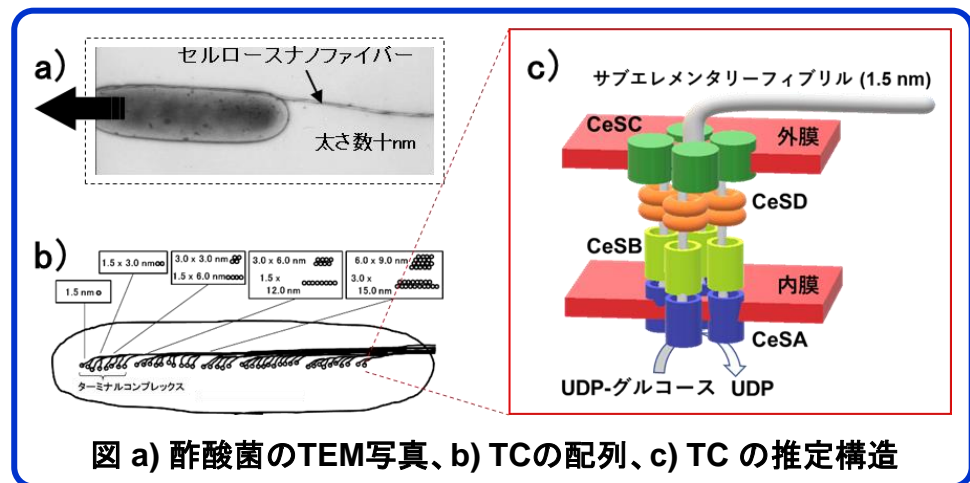 a)
セルロースナノファイバー
太さ数十nm
b)
1.5 nm
1.5 x 3.0 nm
3.0 x 3.0 nm
1.5 x 6.0 nm
3.0 x 6.0 nm
1.5 x
12.0 nm
6.0 x 9.0 nm
3.0 x
15.0 nm
ターミナルコンプレックス
c)
サブエレメンタリーフィブリル (1.5 nm)
CeSC
外膜
CeSD
CeSB
内膜
CeSA
UDP-グルコース
UDP
図 a) 酢酸菌のTEM写真、b) TCの配列、c) TC の推定構造